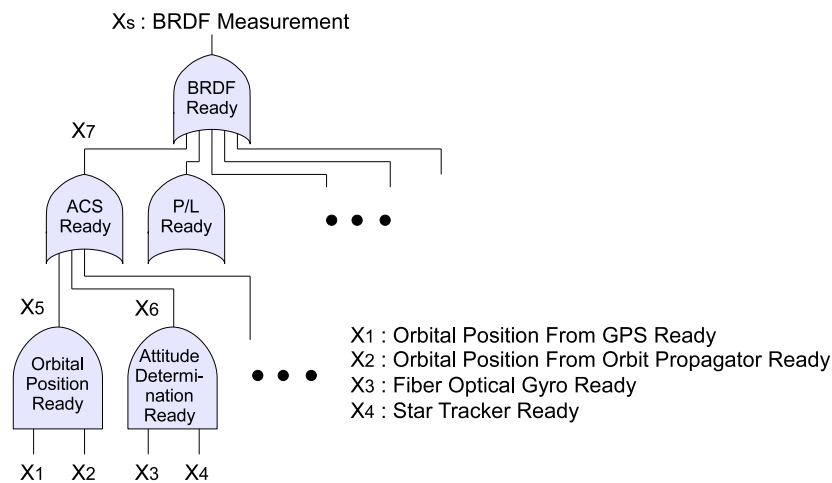 Xs : BRDF Measurement
BRDF
Ready
X7
ACS
Ready
P/L
Ready
X5
X6
Orbital
Position
Ready
Attitude
Determi-
nation
Ready
X1 : Orbital Position From GPS Ready
X2 : Orbital Position From Orbit Propagator Ready
X3 : Fiber Optical Gyro Ready
X4 : Star Tracker Ready
X1 X2 X3 X4